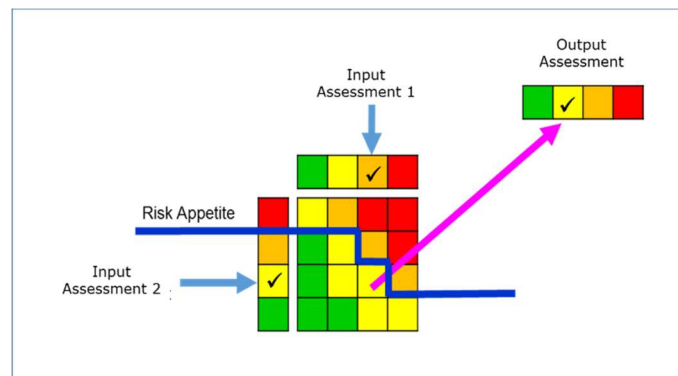 Output
Assessment
Input
Assessment 1
Risk Appetite
Input
Assessment 2